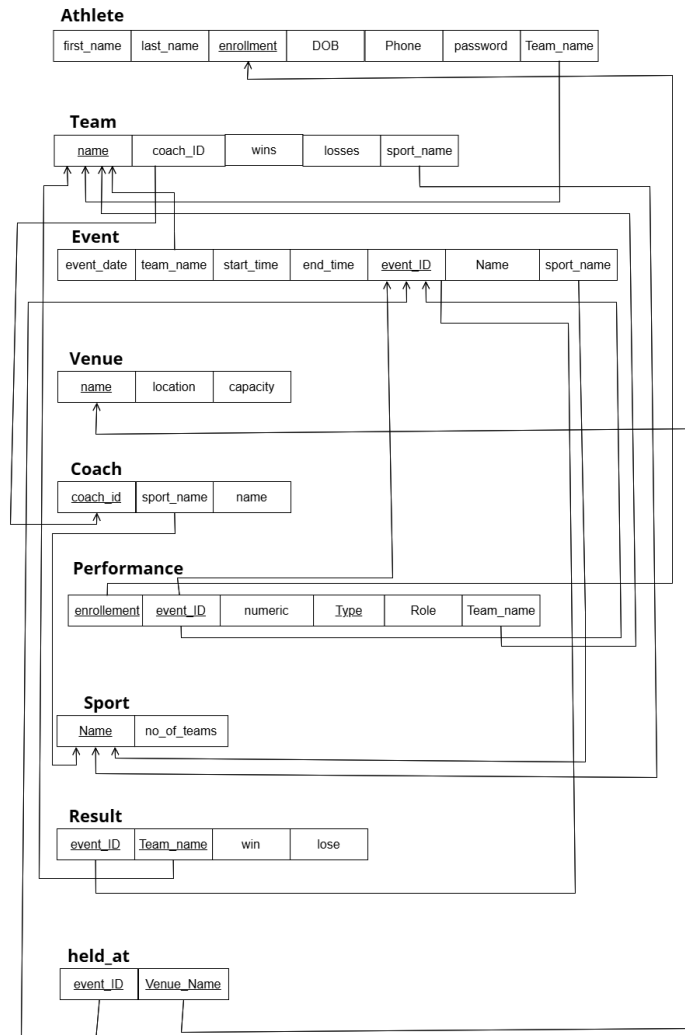 Athlete
first_name last_name enrollment DOB Phone password Team_name
Team
name coach_ID wins losses sport_name
Event
event_date team_name start_time end_time event_ID Name sport_name
Venue
name location capacity
Coach
coach_id sport_name name
Performance
enrollement event_ID numeric Type Role Team_name
Sport
Name no_of_teams
Result
event_ID Team_name win lose
held_at
event_ID Venue_Name